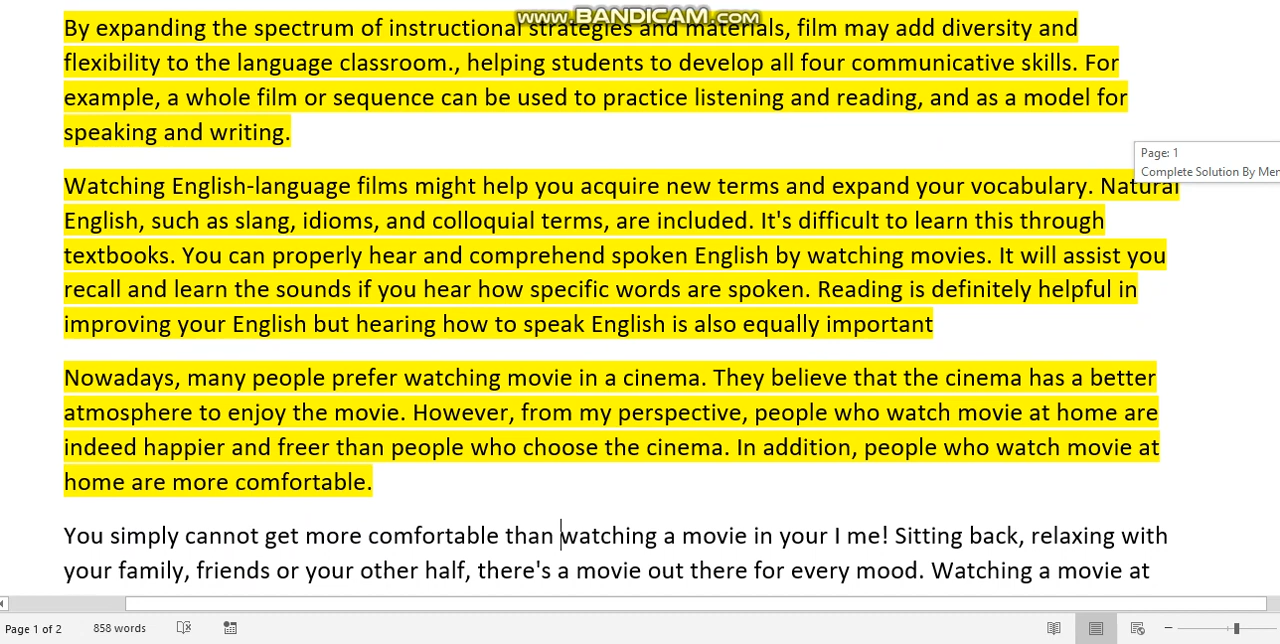 www.BANDICAM.com
By expanding the spectrum of instructional strategies and materials, film may add diversity and
flexibility to the language classroom., helping students to develop all four communicative skills. For
example, a whole film or sequence can be used to practice listening and reading, and as a model for
speaking and writing.
Page: 1
Complete Solution By Mer
Watching English-language films might help you acquire new terms and expand your vocabulary. Natural
English, such as slang, idioms, and colloquial terms, are included. It's difficult to learn this through
textbooks. You can properly hear and comprehend spoken English by watching movies. It will assist you
recall and learn the sounds if you hear how specific words are spoken. Reading is definitely helpful in
improving your English but hearing how to speak English is also equally important
Nowadays, many people prefer watching movie in a cinema. They believe that the cinema has a better
atmosphere to enjoy the movie. However, from my perspective, people who watch movie at home are
indeed happier and freer than people who choose the cinema. In addition, people who watch movie at
home are more comfortable.
You simply cannot get more comfortable than watching a movie in your I me! Sitting back, relaxing with
your family, friends or your other half, there's a movie out there for every mood. Watching a movie at
Page 1 of 2 858 words